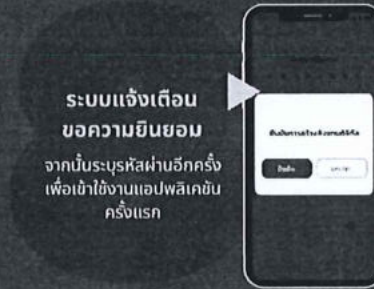 ระบบแจ้งเตือน
ขอความยินยอม
จากนั้นระบุรหัสผ่านอีกครั้ง
เพื่อเข้าใช้งานแอปพลิเคชัน
ครั้งแรก